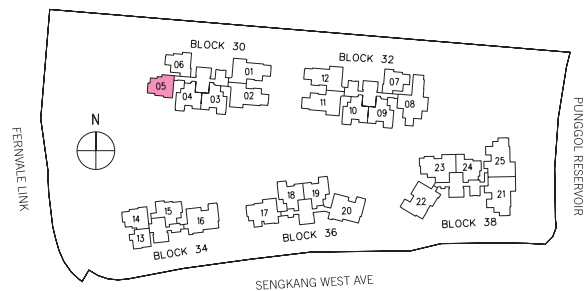 BLOCK 30
06
01
05
04
03
02
BLOCK 32
12
07
11
10
09
08
N
FERNVALE LINK
PUNGGOL RESERVOIR
23
24
25
22
21
BLOCK 38
18
19
17
20
BLOCK 36
14
15
16
13
BLOCK 34
SENGKANG WEST AVE